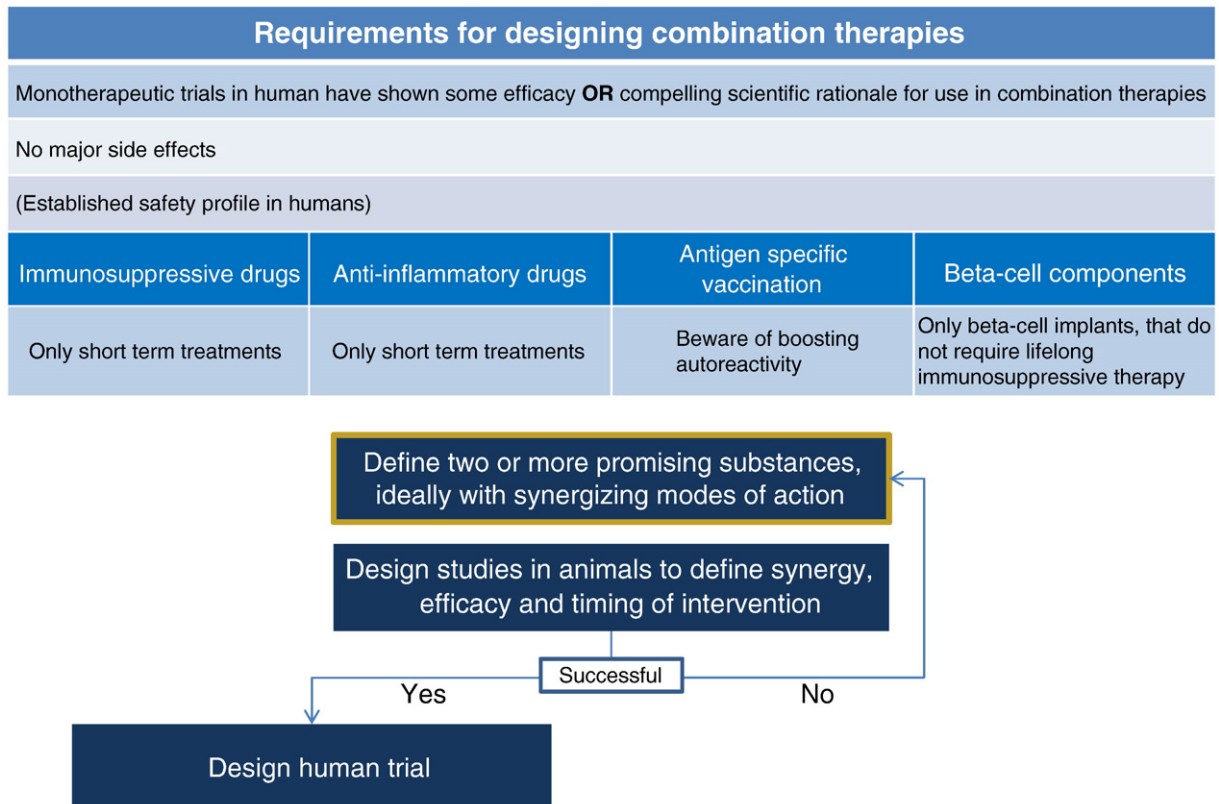 Requirements for designing combination therapies
Monotherapeutic trials in human have shown some efficacy OR compelling scientific rationale for use in combination therapies
No major side effects
(Established safety profile in humans)
Immunosuppressive drugs
Anti-inflammatory drugs
Antigen specific
vaccination
Beta-cell components
Only short term treatments
Only short term treatments
Beware of boosting
autoreactivity
Only beta-cell implants, that do
not require lifelong
immunosuppressive therapy
Define two or more promising substances,
ideally with synergizing modes of action
Design studies in animals to define synergy,
efficacy and timing of intervention
Successful
Yes
No
Design human trial